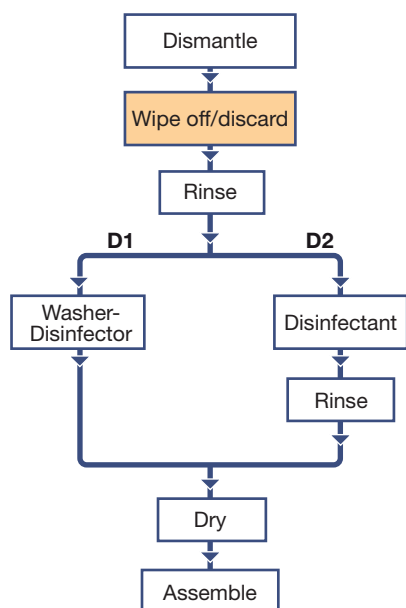 Dismantle
Wipe off/discard
Rinse
D1
D2
Washer-
Disinfector
Disinfectant
Rinse
Dry
Assemble